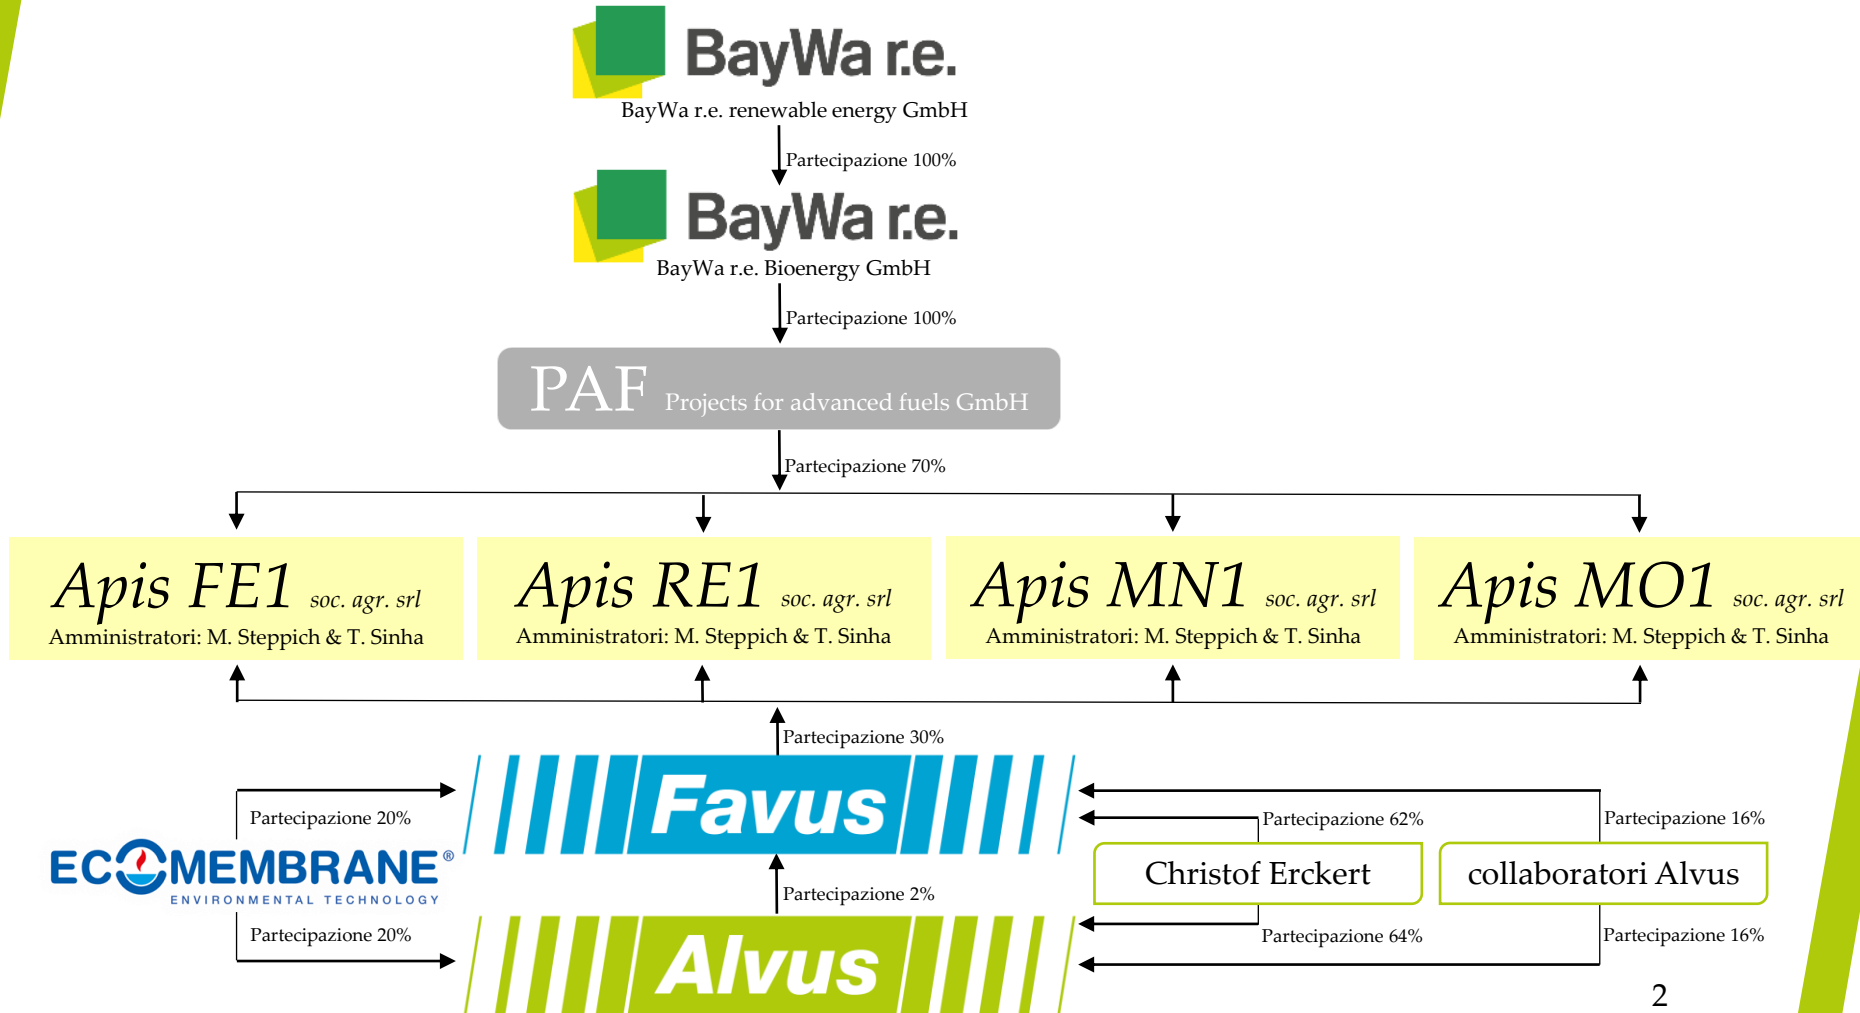 BayWa r.e.
BayWa r.e. renewable energy GmbH
Partecipazione 100%
BayWa r.e.
BayWa r.e. Bioenergy GmbH
Partecipazione 100%
PAF Projects for advanced fuels GmbH
Partecipazione 70%
Apis FE1 soc. agr. srl
Amministratori: M. Steppich & T. Sinha
Apis RE1 soc. agr. srl
Amministratori: M. Steppich & T. Sinha
Apis MN1 soc. agr. srl
Amministratori: M. Steppich & T. Sinha
Apis MO1 soc. agr. srl
Amministratori: M. Steppich & T. Sinha
Partecipazione 30%
Favus
Partecipazione 20%
Partecipazione 62%
Partecipazione 16%
ECOMEMBRANE®
ENVIRONMENTAL TECHNOLOGY
Christof Erckert
collaboratori Alvus
Partecipazione 2%
Partecipazione 20%
Partecipazione 64%
Partecipazione 16%
Alvus
2